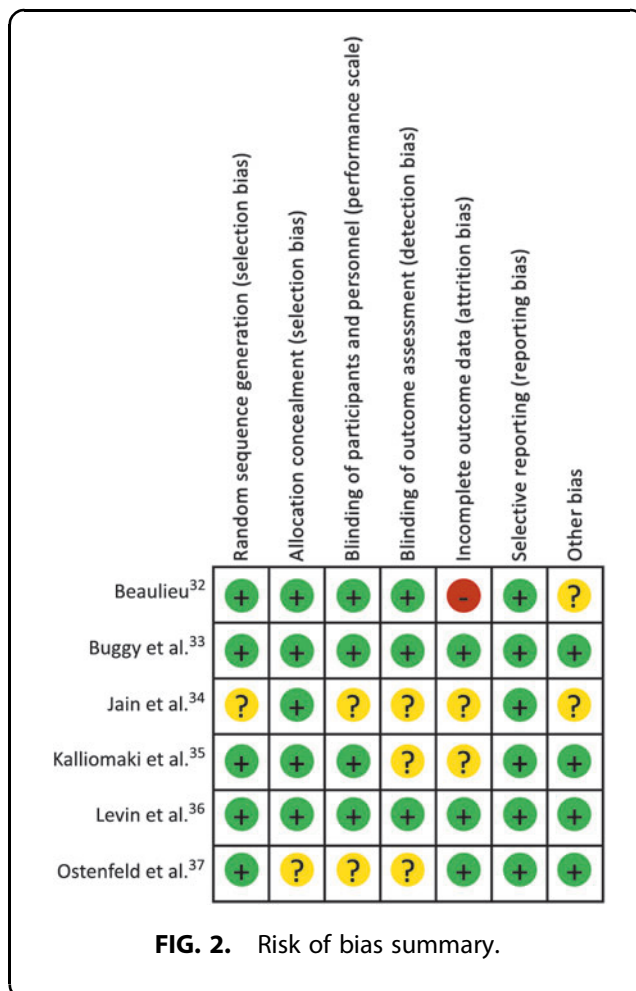 Random sequence generation (selection bias)
Allocation concealment (selection bias)
Blinding of participants and personnel (performance scale)
Blinding of outcome assessment (detection bias)
Incomplete outcome data (attrition bias)
Selective reporting (reporting bias)
Other bias
Beaulieu³² + + + + - + ?
Buggy et al.³³ + + + + + + +
Jain et al.³⁴ ? + ? ? ? + ?
Kalliomaki et al.³⁵ + + + ? ? + +
Levin et al.³⁶ + + + + + + +
Ostenfeld et al.³⁷ + ? ? ? + + +
FIG. 2. Risk of bias summary.